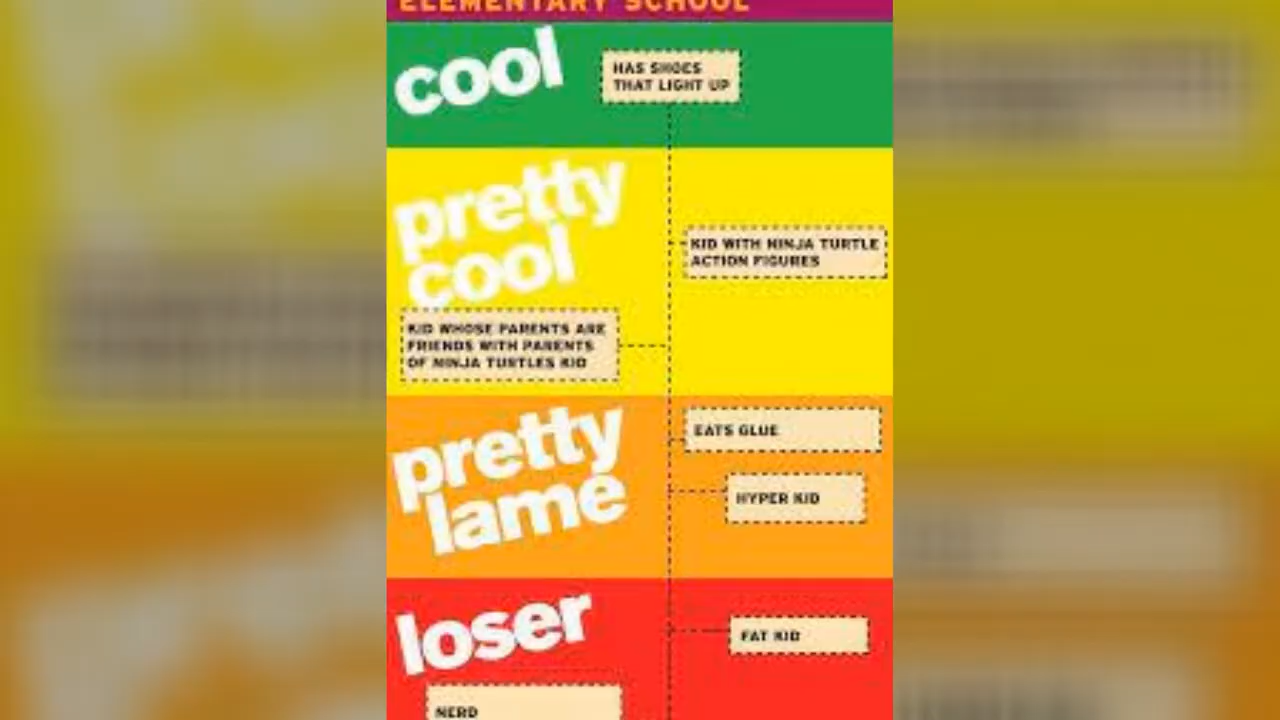 ELEMENTARY SCHOOL
cool
HAS SHOES
THAT LIGHT UP
pretty
cool
KID WITH NINJA TURTLE
ACTION FIGURES
KID WHOSE PARENTS ARE
FRIENDS WITH PARENTS
OF NINJA TURTLES KID
pretty
lame
EATS GLUE
HYPER KID
loser
FAT KID
NERD